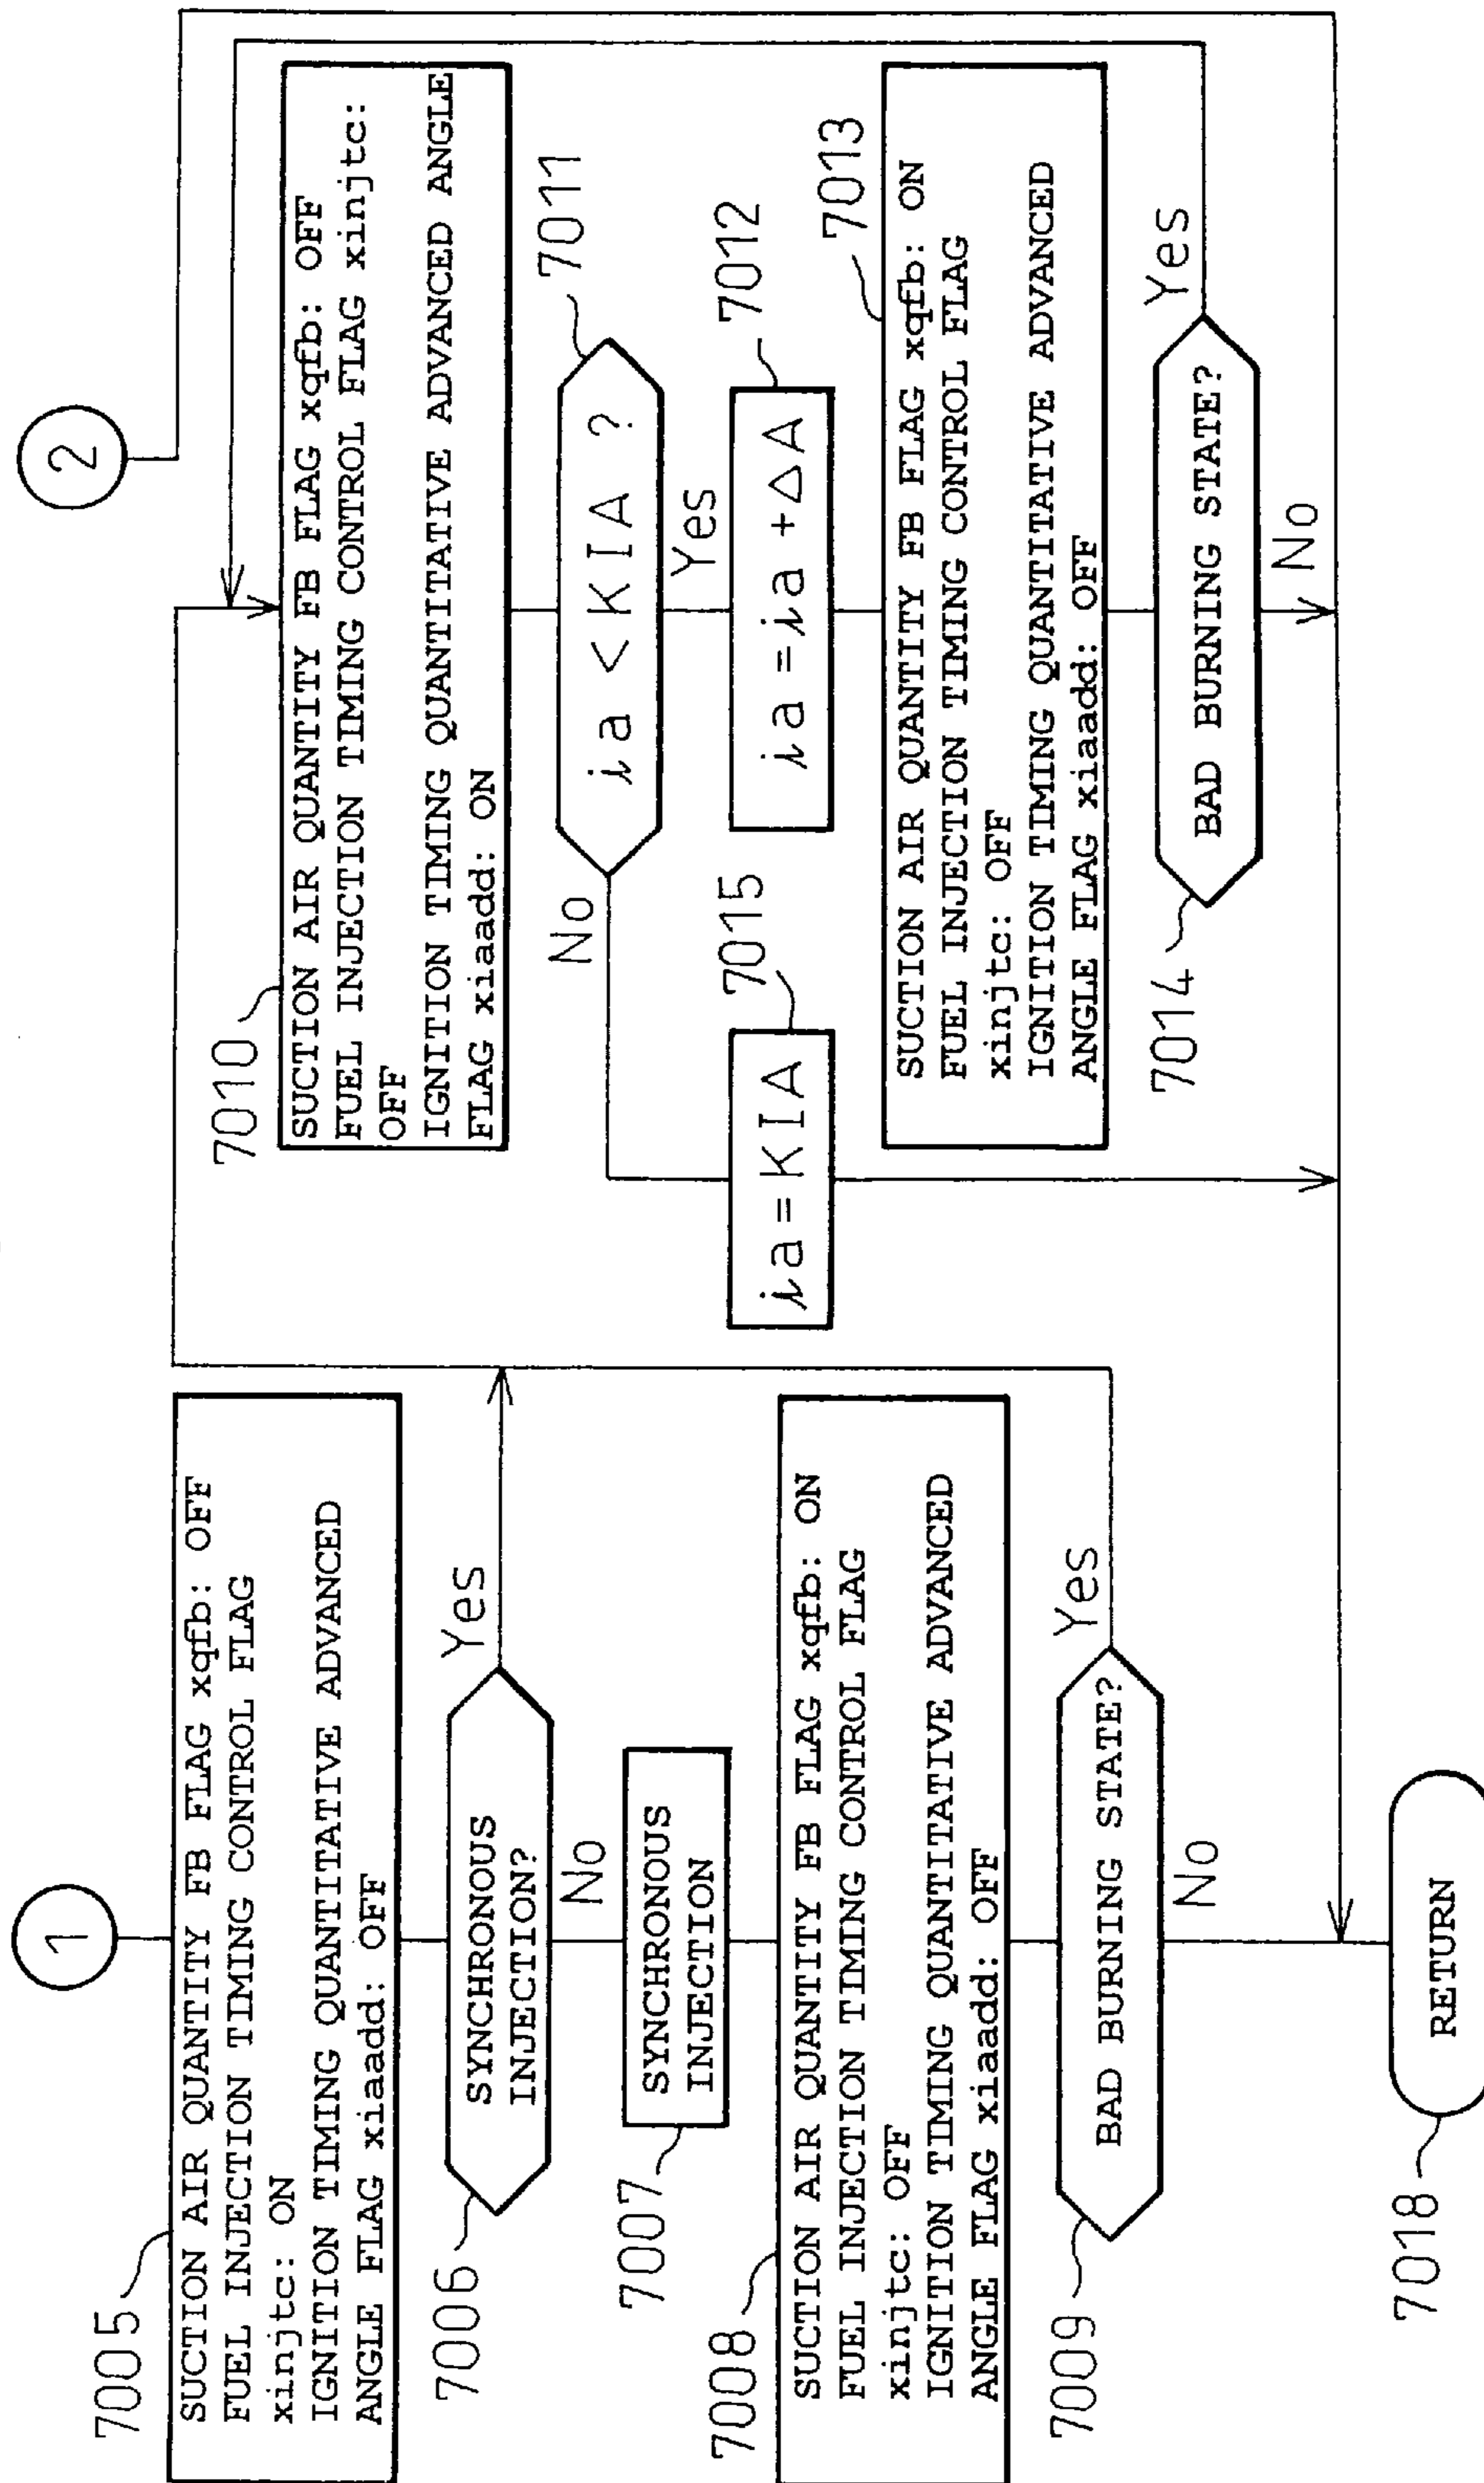 1
7005
SUCTION AIR QUANTITY FB FLAG xqfb: OFF
FUEL INJECTION TIMING CONTROL FLAG
xinjtc: ON
IGNITION TIMING QUANTITATIVE ADVANCED
ANGLE FLAG xiaadd: OFF
7006
SYNCHRONOUS
INJECTION?
Yes
No
7007
SYNCHRONOUS
INJECTION
7008
SUCTION AIR QUANTITY FB FLAG xqfb: ON
FUEL INJECTION TIMING CONTROL FLAG
xinjtc: OFF
IGNITION TIMING QUANTITATIVE ADVANCED
ANGLE FLAG xiaadd: OFF
7009
BAD BURNING STATE?
Yes
No
7018
RETURN
2
7010
SUCTION AIR QUANTITY FB FLAG xqfb: OFF
FUEL INJECTION TIMING CONTROL FLAG xinjtc:
OFF
IGNITION TIMING QUANTITATIVE ADVANCED ANGLE
FLAG xiaadd: ON
7011
ia < KIA ?
No
Yes
7015
ia = KIA
7012
ia = ia + ΔA
7013
SUCTION AIR QUANTITY FB FLAG xqfb: ON
FUEL INJECTION TIMING CONTROL FLAG
xinjtc: OFF
IGNITION TIMING QUANTITATIVE ADVANCED
ANGLE FLAG xiaadd: OFF
7014
BAD BURNING STATE?
Yes
No